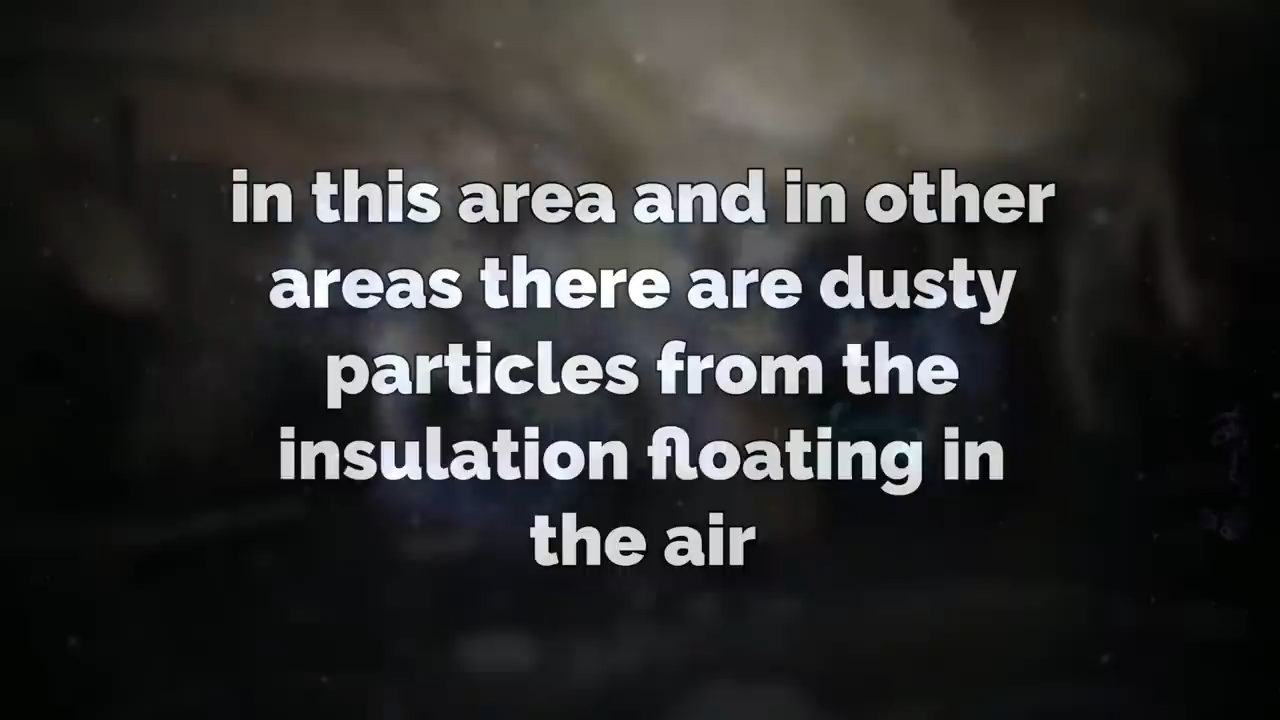 in this area and in other
areas there are dusty
particles from the
insulation floating in
the air